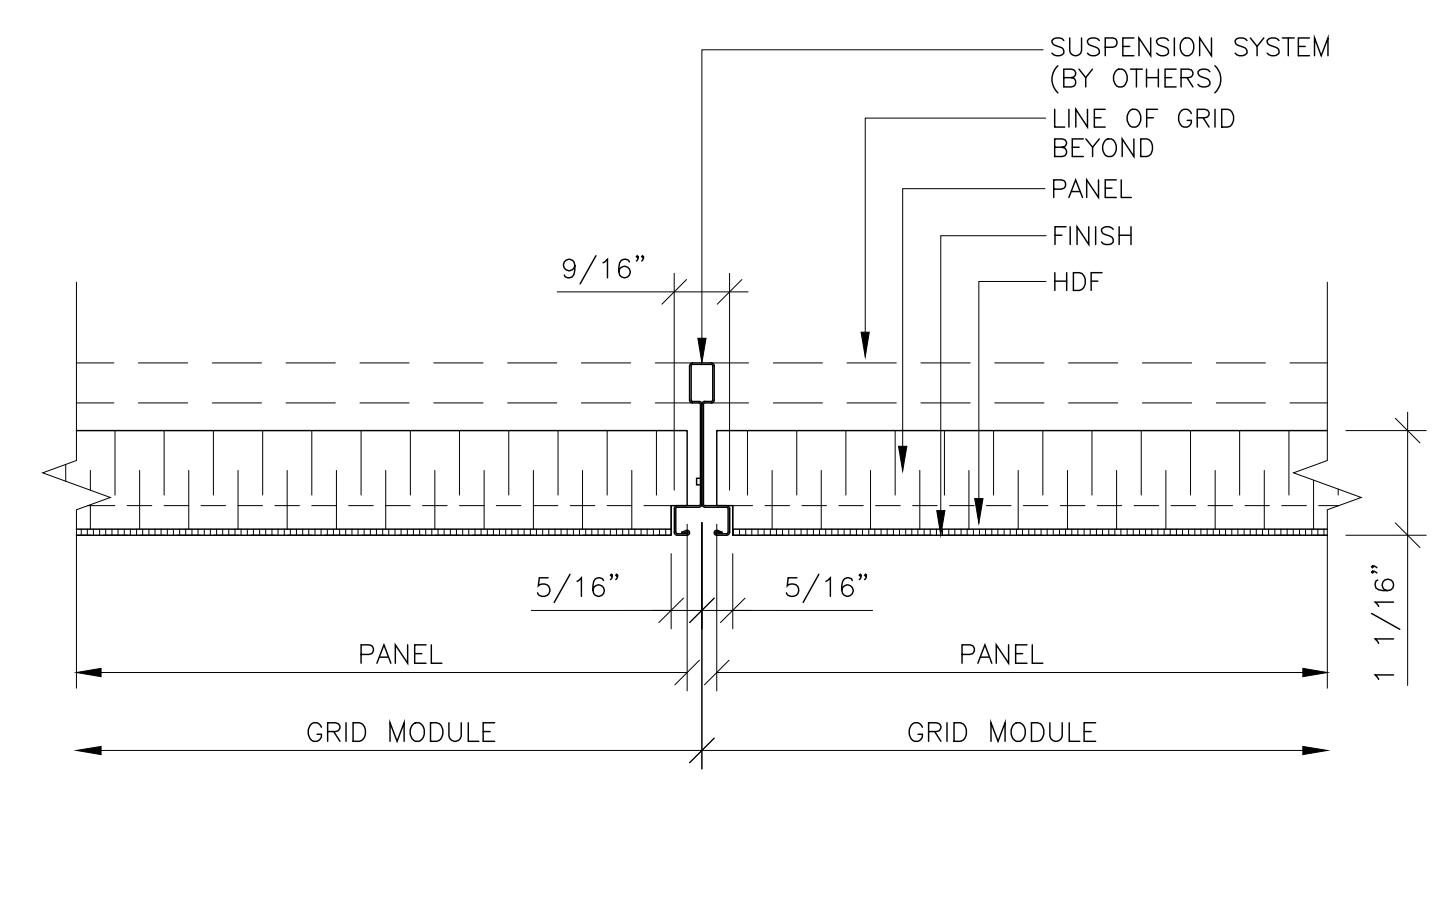 SUSPENSION SYSTEM
(BY OTHERS)
LINE OF GRID
BEYOND
PANEL
FINISH
HDF
9/16”
5/16”
5/16”
1 1/16”
PANEL
PANEL
GRID MODULE
GRID MODULE